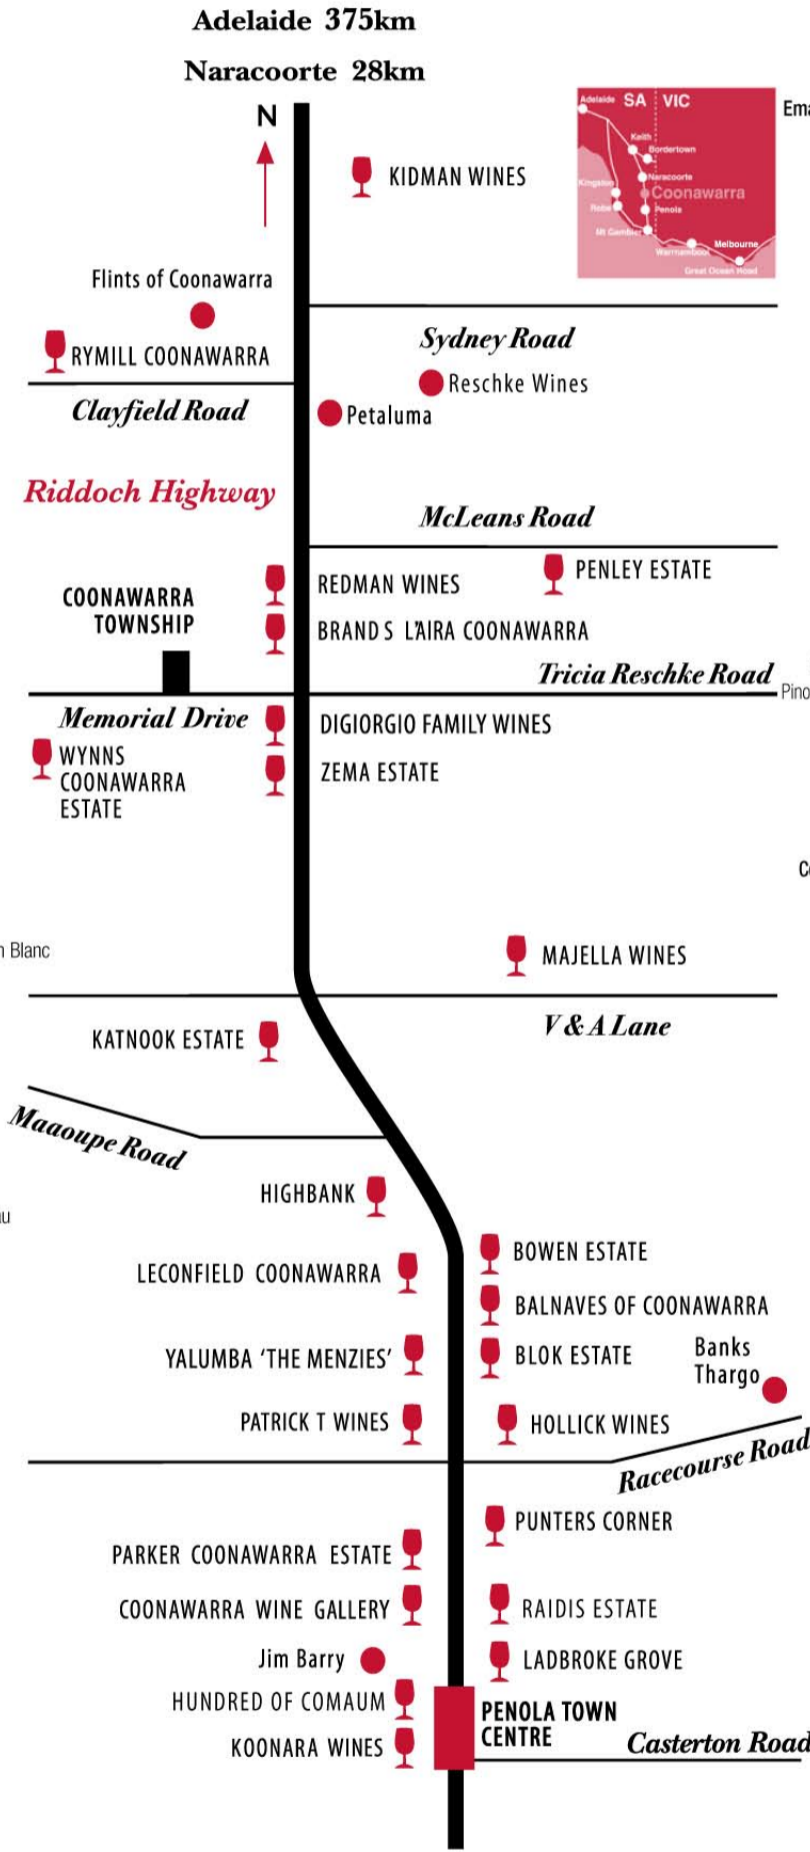 Adelaide 375km
Naracoorte 28km
N
KIDMAN WINES
Adelaide
SA
VIC
Keith
Bordertown
Naracoorte
Kingston
Coonawarra
Robe
Penola
Mt Gambier
Warrnambool
Melbourne
Great Ocean Road
Ema
Flints of Coonawarra
RYMILL COONAWARRA
Sydney Road
Reschke Wines
Clayfield Road
Petaluma
Riddoch Highway
McLeans Road
PENLEY ESTATE
REDMAN WINES
COONAWARRA
TOWNSHIP
BRAND S L'AIRA COONAWARRA
Tricia Reschke Road
Pino
Memorial Drive
DIGIORGIO FAMILY WINES
WYNNS
COONAWARRA
ESTATE
ZEMA ESTATE
n Blanc
MAJELLA WINES
V & A Lane
KATNOOK ESTATE
Maaoupe Road
HIGHBANK
au
BOWEN ESTATE
LECONFIELD COONAWARRA
BALNAVES OF COONAWARRA
YALUMBA ‘THE MENZIES’
BLOK ESTATE
Banks
Thargo
PATRICK T WINES
HOLLICK WINES
Racecourse Road
PUNTERS CORNER
PARKER COONAWARRA ESTATE
COONAWARRA WINE GALLERY
RAIDIS ESTATE
Jim Barry
LADBROKE GROVE
HUNDRED OF COMAUM
PENOLA TOWN
CENTRE
KOONARA WINES
Casterton Road